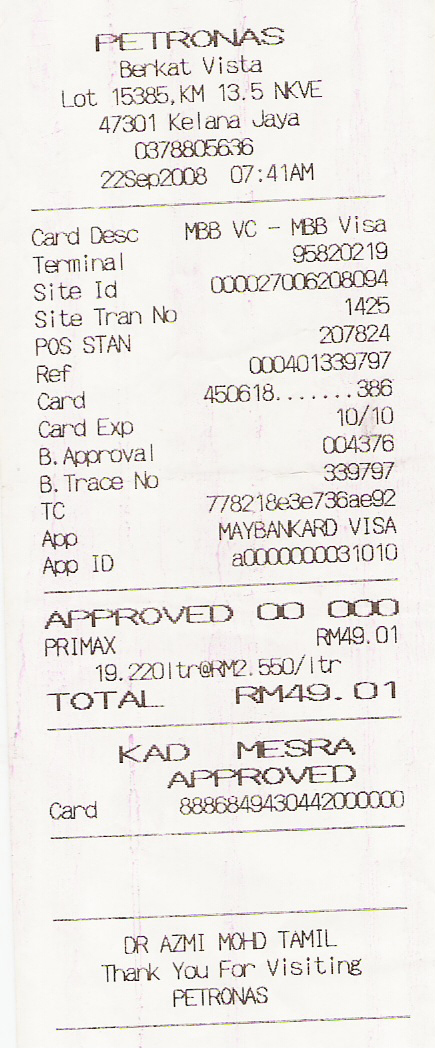 PETRONAS
Berkat Vista
Lot 15385,KM 13.5 NKVE
47301 Kelana Jaya
0378805636
22Sep2008 07:41AM
Card Desc MBB VC - MBB Visa
Terminal 95820219
Site Id 000027006208094
Site Tran No 1425
POS STAN 207824
Ref 000401339797
Card 450618.......386
Card Exp 10/10
B.Approval 004376
B.Trace No 339797
TC 778218e3e736ae92
App MAYBANKARD VISA
App ID a0000000031010
APPROVED 00 000
PRIMAX RM49.01
19.220ltr@RM2.550/ltr
TOTAL RM49.01
KAD MESRA
APPROVED
Card 8886849430442000000
DR AZMI MOHD TAMIL
Thank You For Visiting
PETRONAS